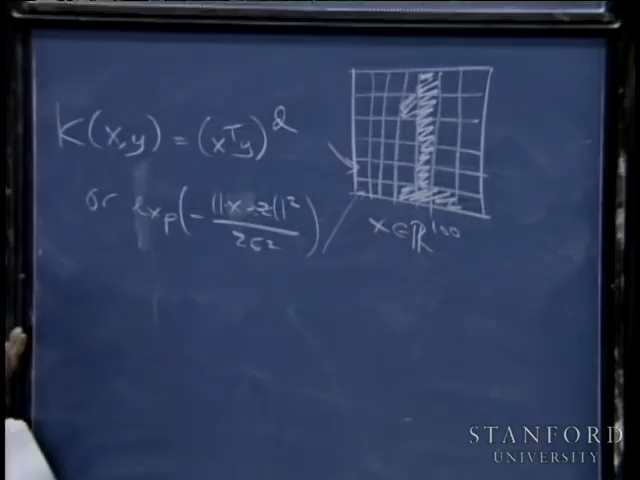 K(x,y) = (xᵀy)ᵈ
or exp(- ||x-z||² / 2σ²)
x ∈ ℝ¹⁰⁰
STANFORD
UNIVERSITY